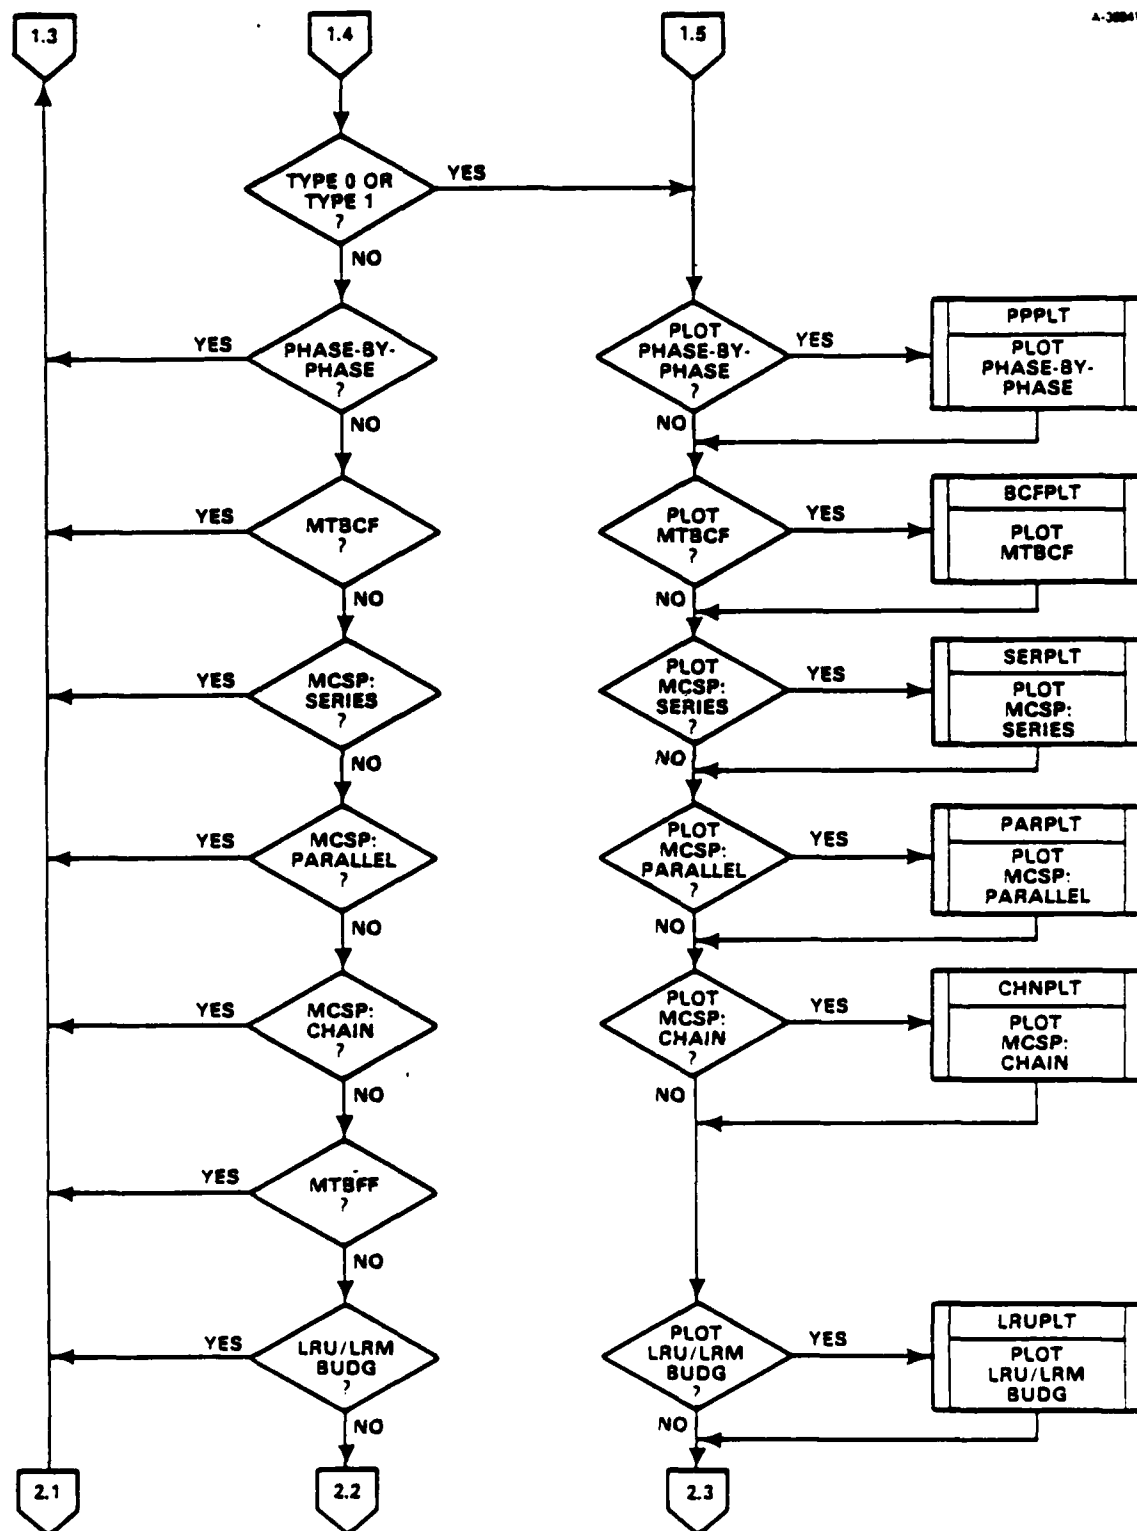 1.3
1.4
1.5
TYPE 0 OR
TYPE 1
?
YES
NO
PHASE-BY-
PHASE
?
YES
NO
PLOT
PHASE-BY-
PHASE
?
YES
NO
PPPLT
PLOT
PHASE-BY-
PHASE
MTBCF
?
YES
NO
PLOT
MTBCF
?
YES
NO
BCFPLT
PLOT
MTBCF
MCSP:
SERIES
?
YES
NO
PLOT
MCSP:
SERIES
?
YES
NO
SERPLT
PLOT
MCSP:
SERIES
MCSP:
PARALLEL
?
YES
NO
PLOT
MCSP:
PARALLEL
?
YES
NO
PARPLT
PLOT
MCSP:
PARALLEL
MCSP:
CHAIN
?
YES
NO
PLOT
MCSP:
CHAIN
?
YES
NO
CHNPLT
PLOT
MCSP:
CHAIN
MTBFF
?
YES
NO
LRU/LRM
BUDG
?
YES
NO
PLOT
LRU/LRM
BUDG
?
YES
NO
LRUPLT
PLOT
LRU/LRM
BUDG
2.1
2.2
2.3